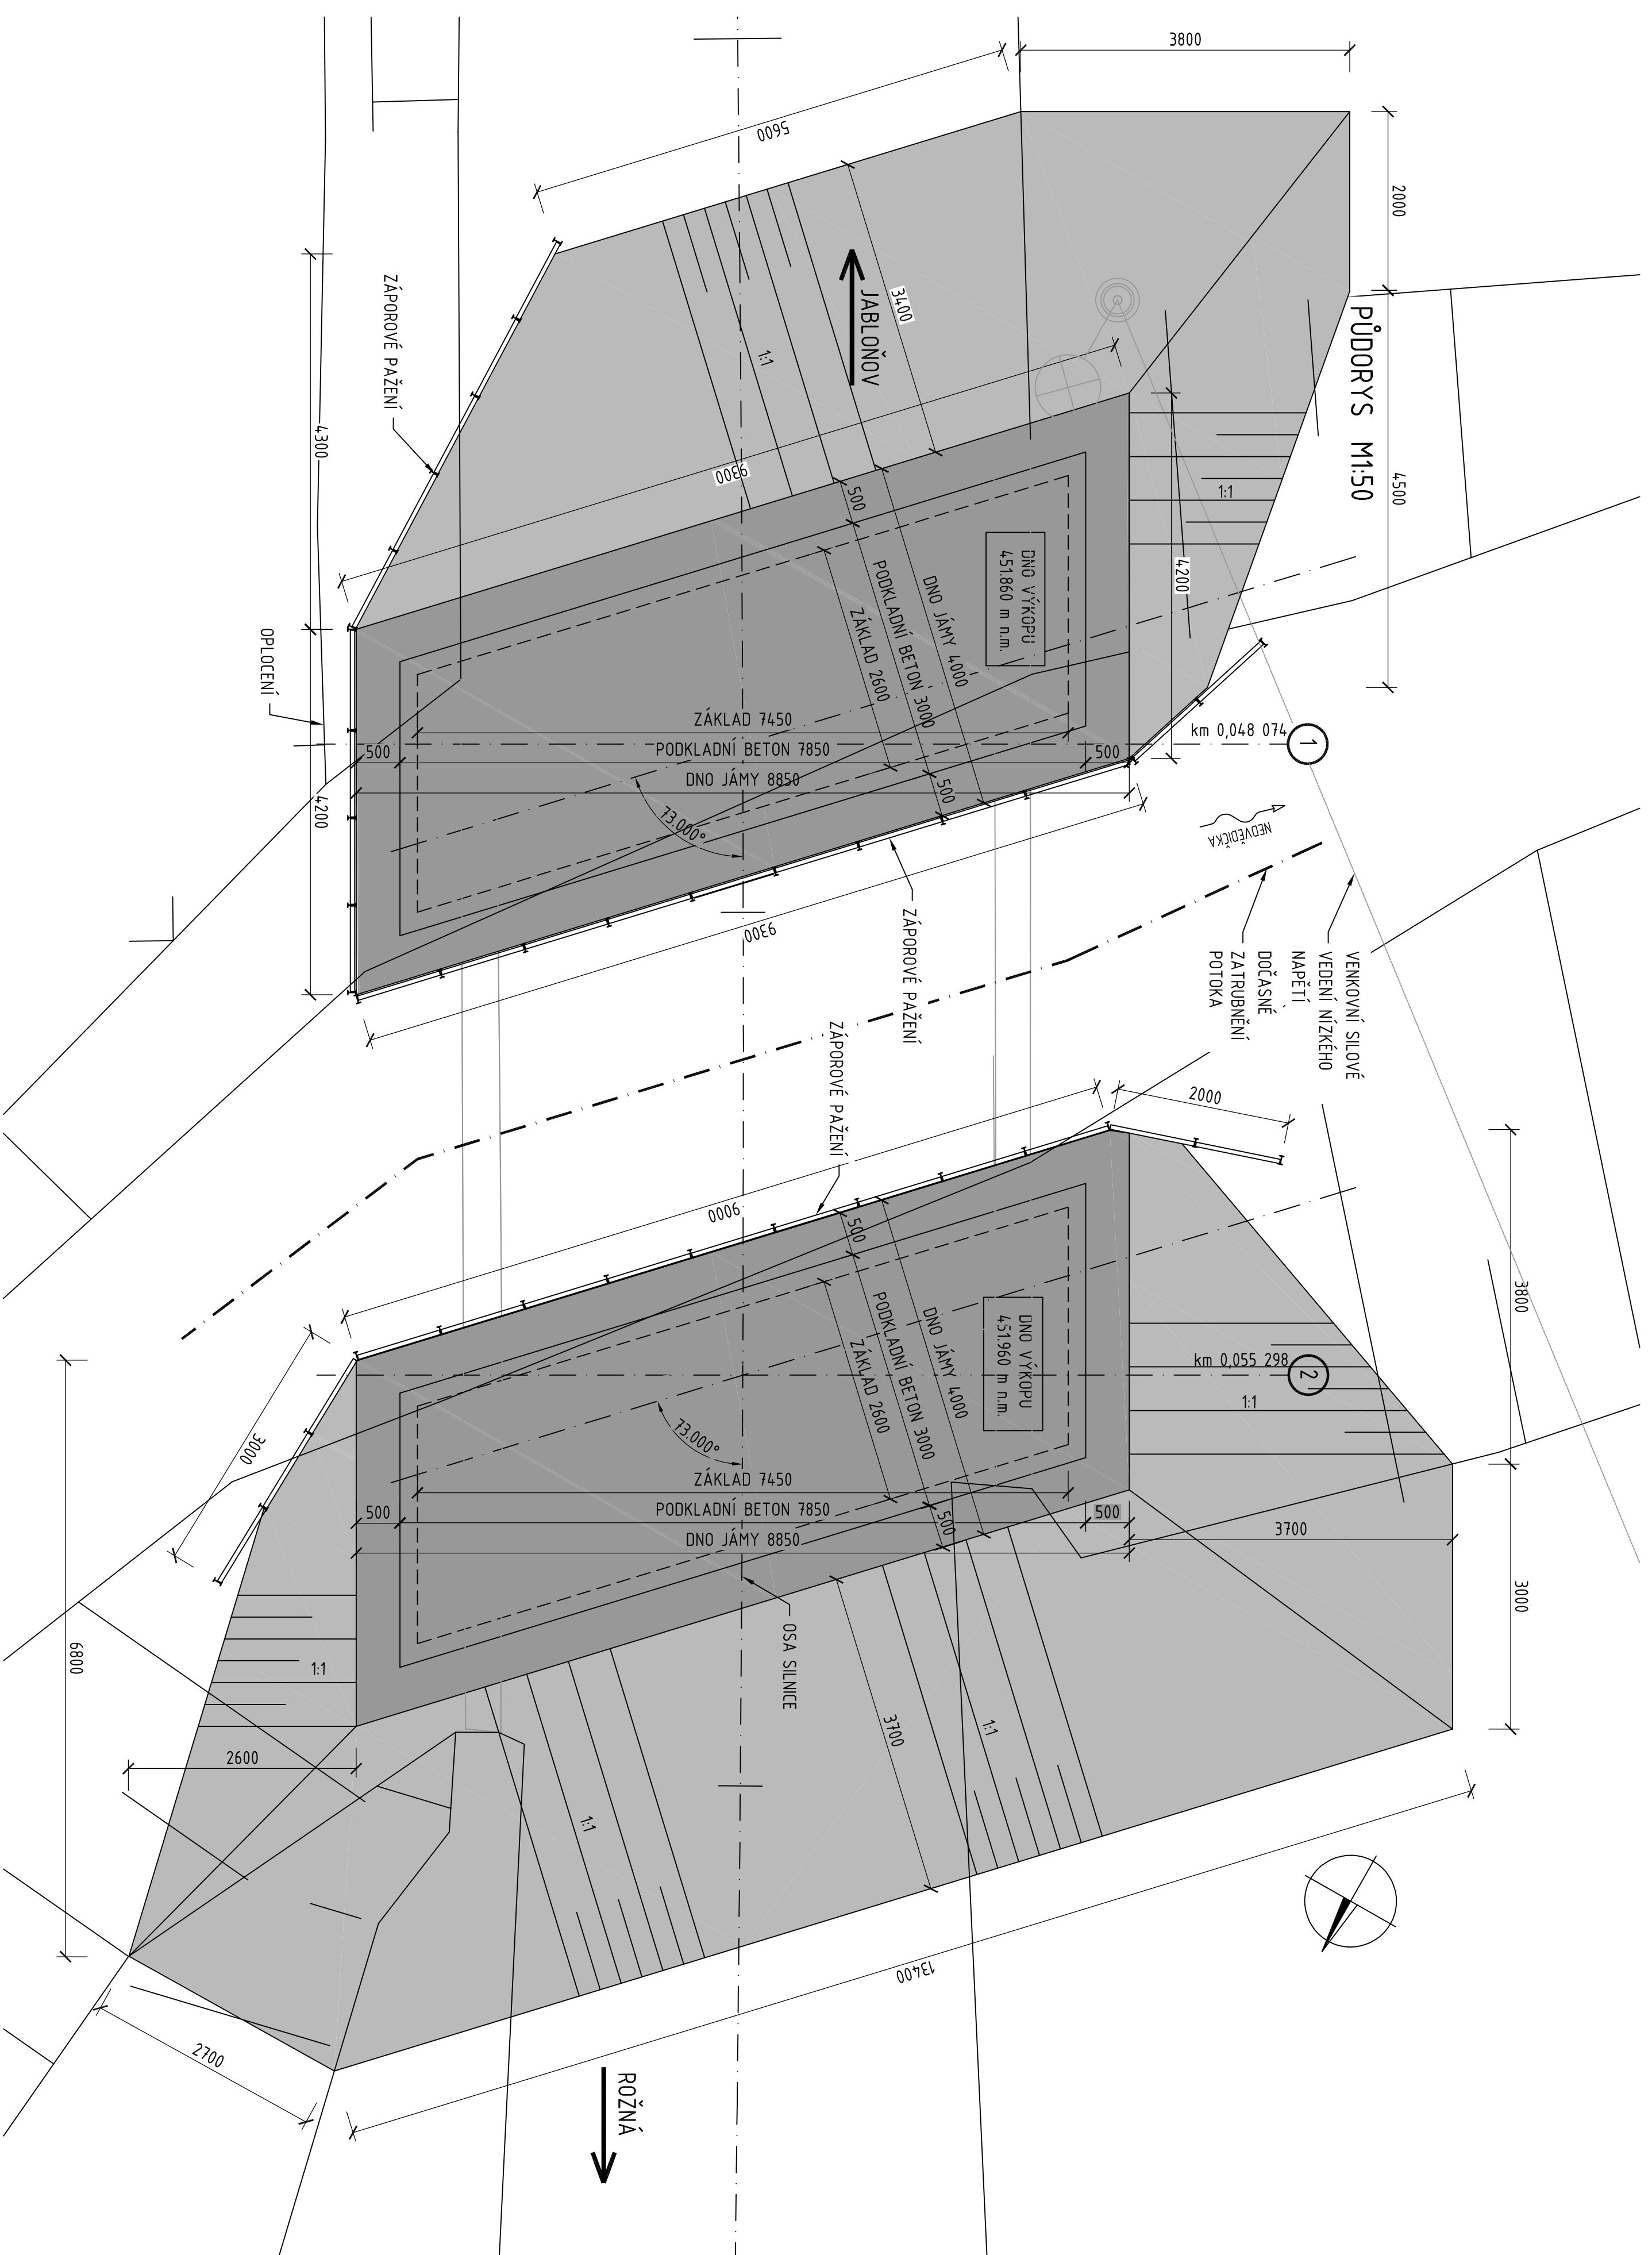 PŮDORYS M1:50
3800
2000
4500
5600
3400
JABLOŇOV
1:1
1:1
ZÁPOROVÉ PAŽENÍ
4300
9300
500
4200
DNO VÝKOPU
451.860 m n.m.
DNO JÁMY 4000
PODKLADNÍ BETON 3000
ZÁKLAD 2600
OPLOCENÍ
ZÁKLAD 7450
km 0,048 074
1
500
PODKLADNÍ BETON 7850
500
DNO JÁMY 8850
500
4200
73.000°
NEDVĚDIČKA
9300
ZÁPOROVÉ PAŽENÍ
VENKOVNÍ SILOVÉ
VEDENÍ NÍZKÉHO
NAPĚTÍ
DOČASNÉ
ZATRUBNĚNÍ
POTOKA
ZÁPOROVÉ PAŽENÍ
2000
9000
500
3800
DNO VÝKOPU
451.960 m n.m.
DNO JÁMY 4000
PODKLADNÍ BETON 3000
ZÁKLAD 2600
km 0,055 298
2
1:1
3000
73.000°
ZÁKLAD 7450
500
PODKLADNÍ BETON 7850
500
500
DNO JÁMY 8850
3700
3000
OSA SILNICE
6800
1:1
2600
3700
1:1
1:1
13400
2700
ROŽNÁ